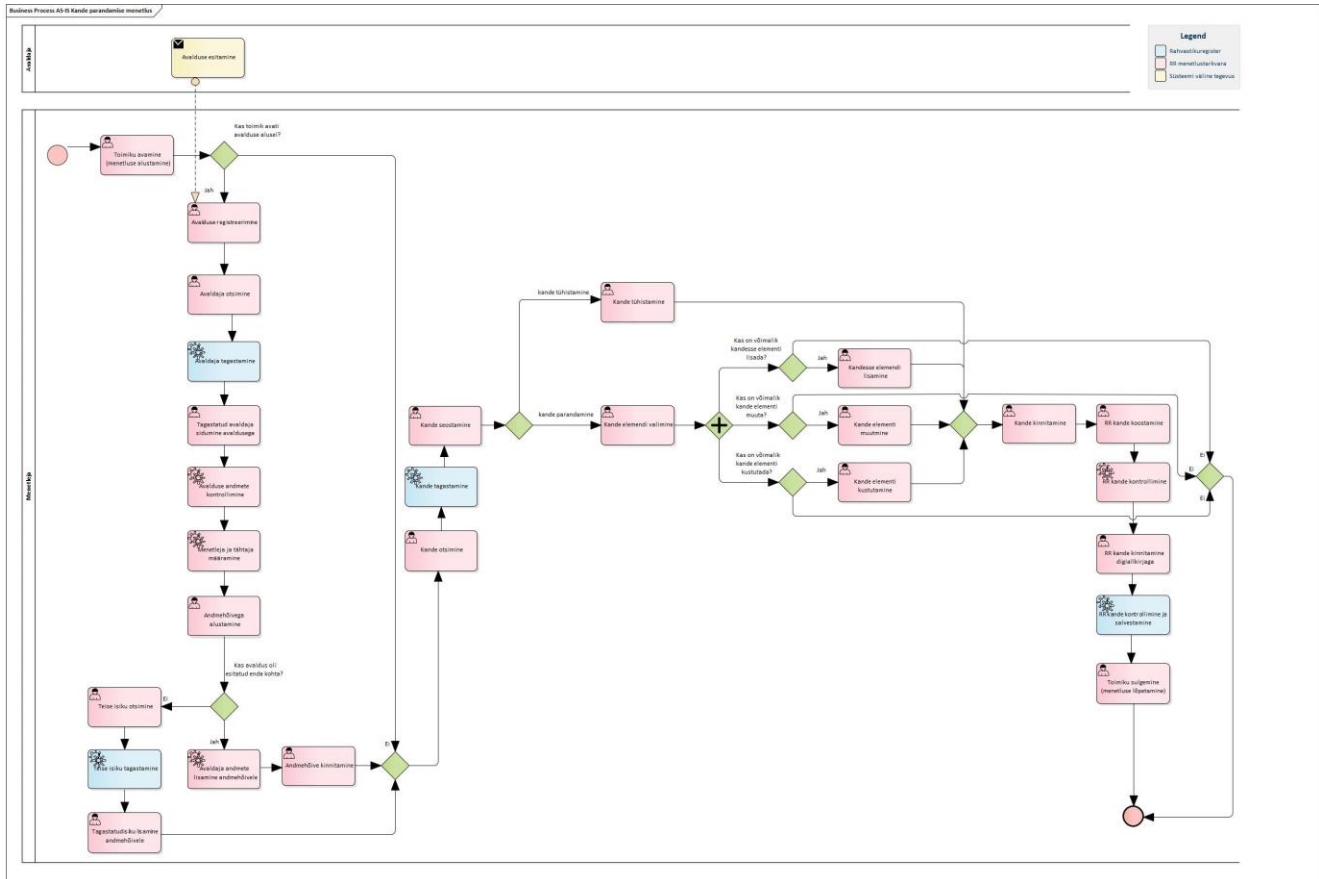 Business Process AS-IS Kande parandamise menetlus
Avaldaja
Avalduse esitamine
Legend
Rahvastikuregister
RR menetlustarkvara
Süsteemi väline tegevus
Menetleja
Toimiku avamine
(menetluse alustamine)
Kas toimik avati
avalduse alusel?
Jah
Avalduse registreerimine
Avaldaja otsimine
Avaldaja tagastamine
Tagastatud avaldaja
sidumine avaldusega
Avalduse andmete
kontrollimine
Menetleja ja tähtaja
määramine
Andmehõivega
alustamine
Kas avaldus oli
esitatud enda kohta?
Ei
Teise isiku otsimine
Teise isiku tagastamine
Tagastatud isiku lisamine
andmehõivele
Jah
Avaldaja andmete
lisamine andmehõivele
Andmehõive kinnitamine
Ei
Kande otsimine
Kande tagastamine
Kande seostamine
kande tühistamine
Kande tühistamine
kande parandamine
Kande elemendi valimine
Kas on võimalik
kandesse elementi
lisada?
Jah
Kandesse elemendi
lisamine
Kas on võimalik
kande elementi
muuta?
Jah
Kande elementi
muutmine
Kas on võimalik
kande elementi
kustutada?
Jah
Kande elementi
kustutamine
Kande kinnitamine
RR kande koostamine
RR kande kontrollimine
Ei
Ei
Ei
RR kande kinnitamine
digiallkirjaga
RR kande kontrollimine ja
salvestamine
Toimiku sulgemine
(menetluse lõpetamine)